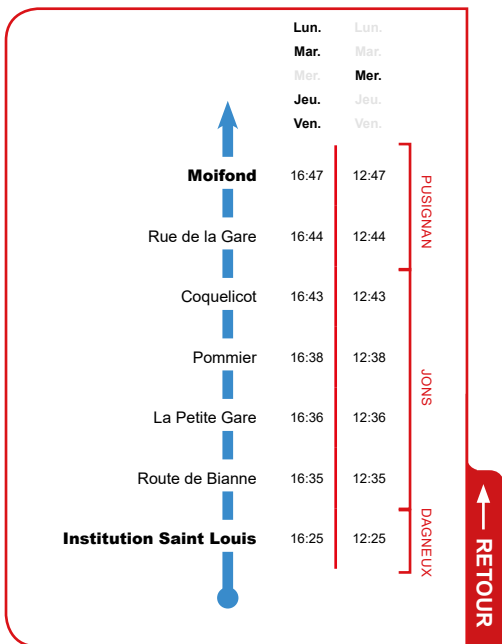 Lun. Lun.
Mar. Mar.
Mer. Mer.
Jeu. Jeu.
Ven. Ven.
Moifond 16:47 12:47
Rue de la Gare 16:44 12:44
PUSIGNAN
Coquelicot 16:43 12:43
Pommier 16:38 12:38
La Petite Gare 16:36 12:36
Route de Bianne 16:35 12:35
JONS
Institution Saint Louis 16:25 12:25
DAGNEUX
RETOUR